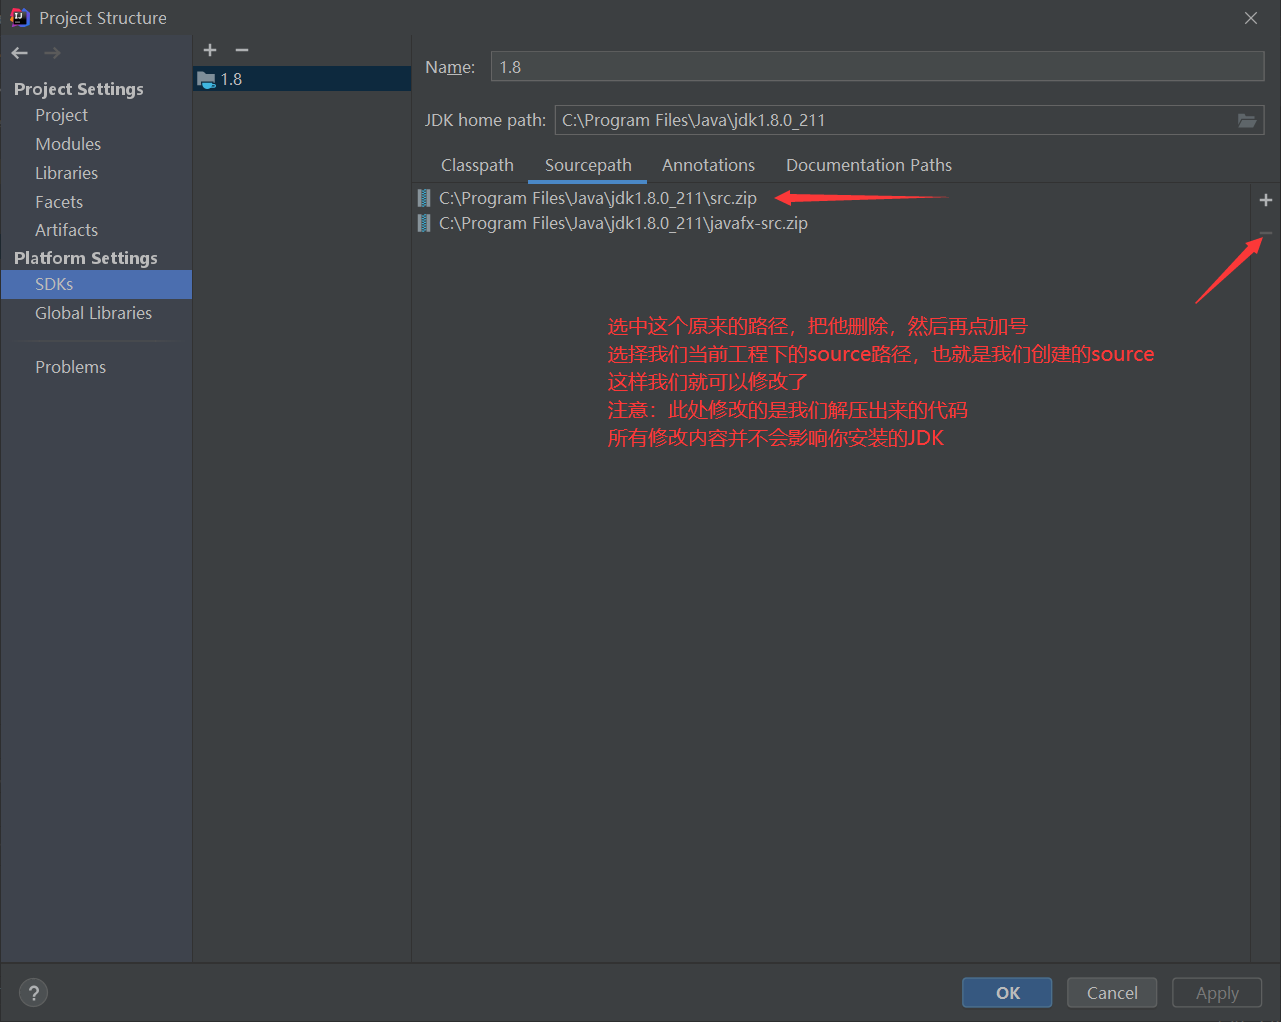 Project Structure
Project Settings
Project
Modules
Libraries
Facets
Artifacts
Platform Settings
SDKs
Global Libraries
Problems
1.8
Name: 1.8
JDK home path: C:\Program Files\Java\jdk1.8.0_211
Classpath Sourcepath Annotations Documentation Paths
C:\Program Files\Java\jdk1.8.0_211\src.zip
C:\Program Files\Java\jdk1.8.0_211\javafx-src.zip
选中这个原来的路径，把他删除，然后再点加号
选择我们当前工程下的source路径，也就是我们创建的source
这样我们就可以修改了
注意：此处修改的是我们解压出来的代码
所有修改内容并不会影响你安装的JDK
? OK Cancel Apply